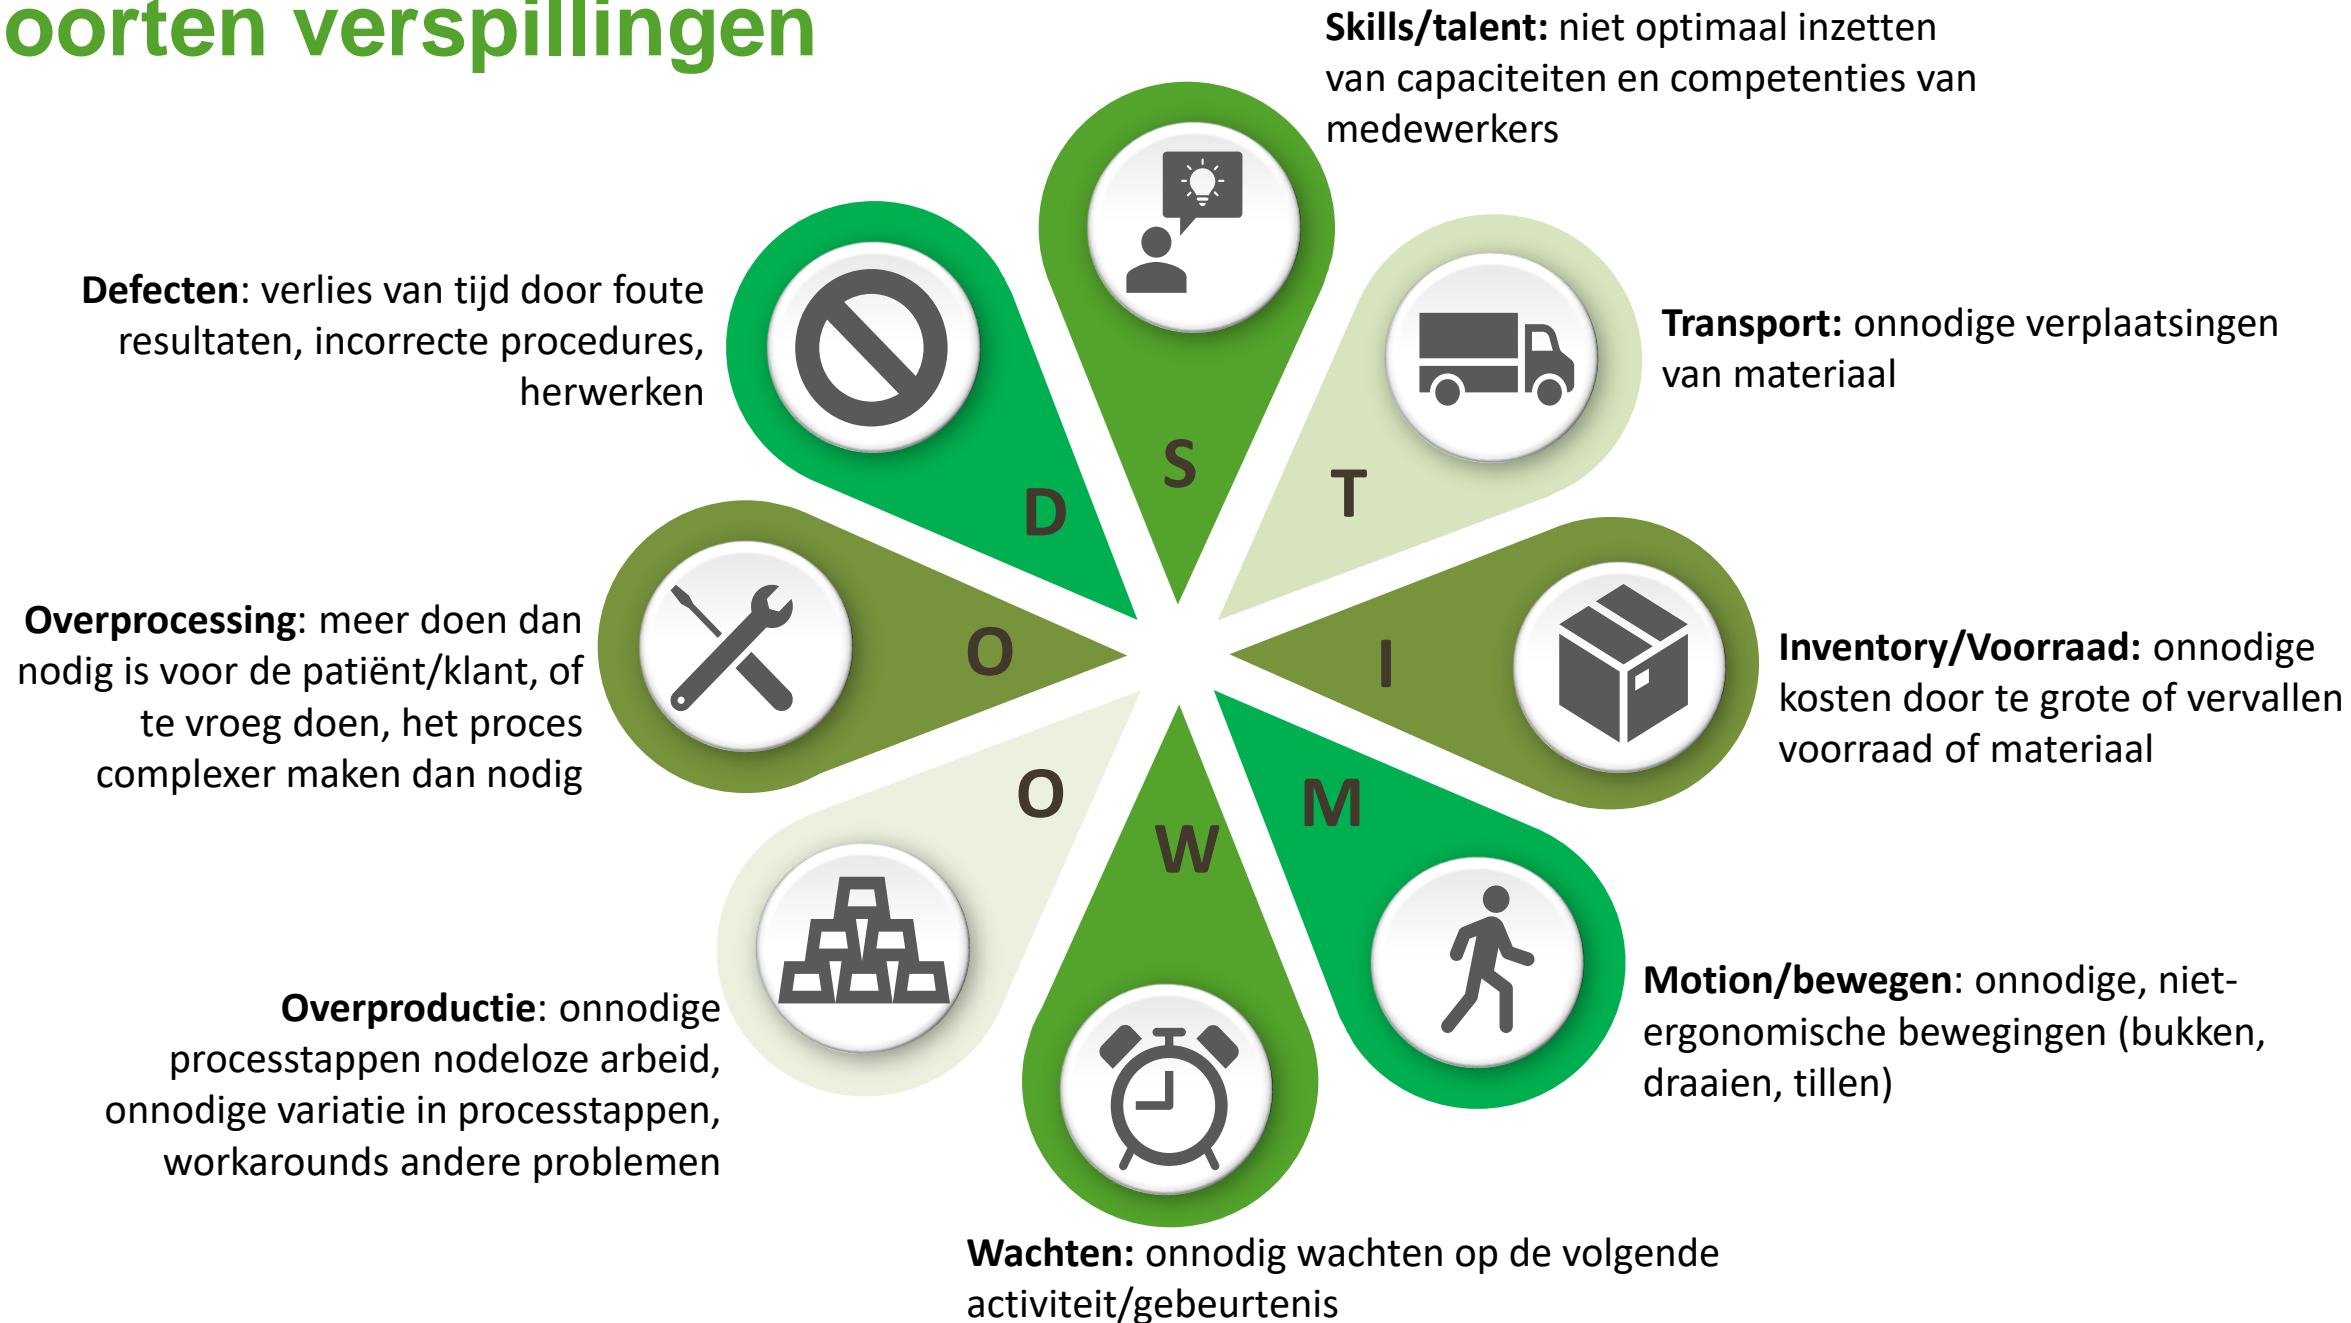 oorten verspillingen
Skills/talent: niet optimaal inzetten
van capaciteiten en competenties van
medewerkers
Defecten: verlies van tijd door foute
resultaten, incorrecte procedures,
herwerken
Transport: onnodige verplaatsingen
van materiaal
S
T
D
Overprocessing: meer doen dan
nodig is voor de patiënt/klant, of
te vroeg doen, het proces
complexer maken dan nodig
O
I
Inventory/Voorraad: onnodige
kosten door te grote of vervallen
voorraad of materiaal
O
M
W
Overproductie: onnodige
processtappen nodeloze arbeid,
onnodige variatie in processtappen,
workarounds andere problemen
Motion/bewegen: onnodige, niet-
ergonomische bewegingen (bukken,
draaien, tillen)
Wachten: onnodig wachten op de volgende
activiteit/gebeurtenis